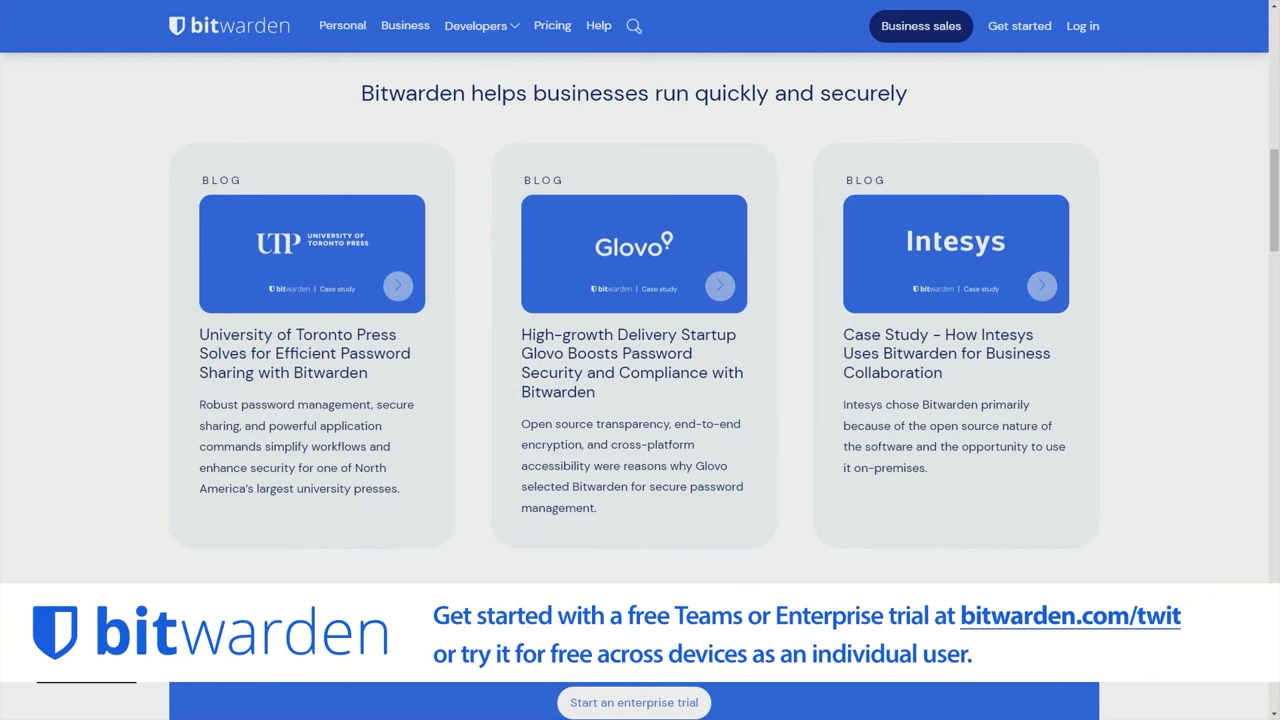 bitwarden Personal Business Developers Pricing Help Business sales Get started Log in
Bitwarden helps businesses run quickly and securely
BLOG
UTP UNIVERSITY OF TORONTO PRESS
bitwarden | Case study
University of Toronto Press
Solves for Efficient Password
Sharing with Bitwarden
Robust password management, secure
sharing, and powerful application
commands simplify workflows and
enhance security for one of North
America's largest university presses.
BLOG
Glovo
bitwarden | Case study
High-growth Delivery Startup
Glovo Boosts Password
Security and Compliance with
Bitwarden
Open source transparency, end-to-end
encryption, and cross-platform
accessibility were reasons why Glovo
selected Bitwarden for secure password
management.
BLOG
Intesys
bitwarden | Case study
Case Study - How Intesys
Uses Bitwarden for Business
Collaboration
Intesys chose Bitwarden primarily
because of the open source nature of
the software and the opportunity to use
it on-premises.
bitwarden
Get started with a free Teams or Enterprise trial at bitwarden.com/twit
or try it for free across devices as an individual user.
Start an enterprise trial